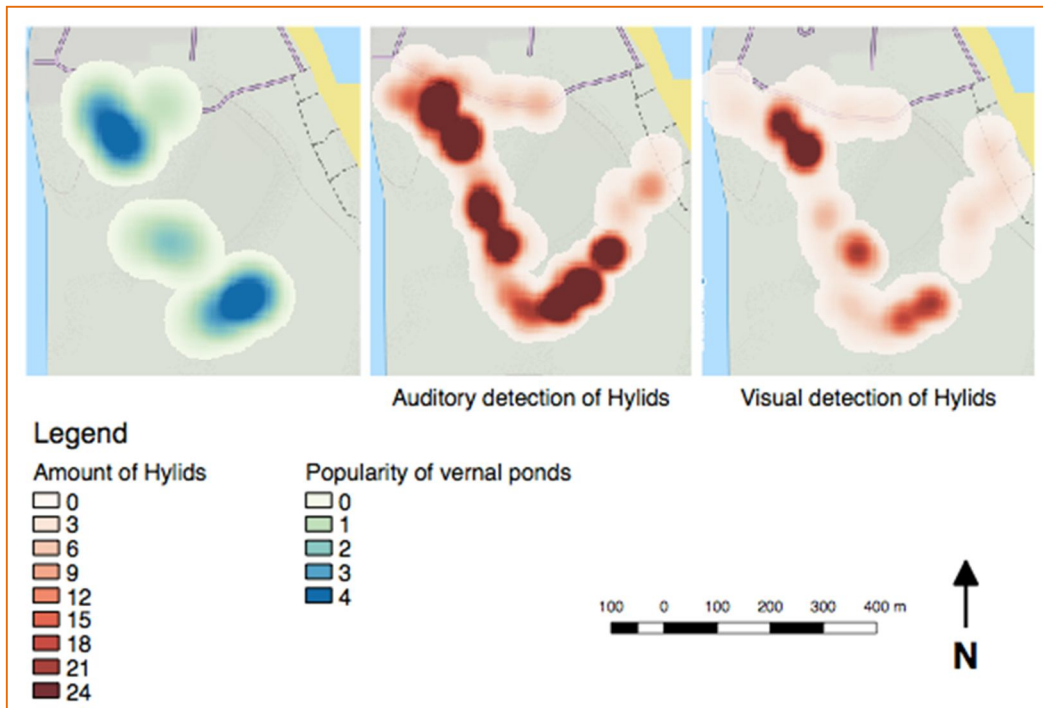 Auditory detection of Hylids
Visual detection of Hylids
Legend
Amount of Hylids
0
3
6
9
12
15
18
21
24
Popularity of vernal ponds
0
1
2
3
4
100 0 100 200 300 400 m
N